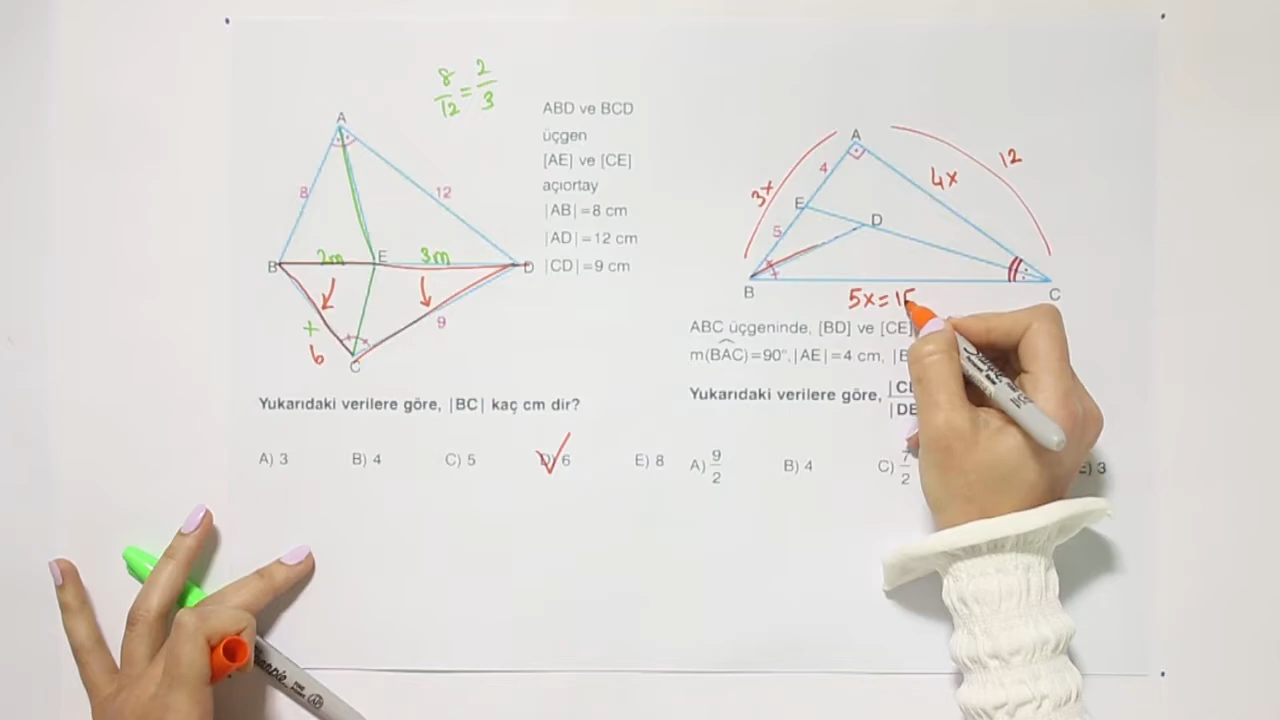 8/12 = 2/3
A
8
12
B
2m
E
3m
D
+
6
9
C
ABD ve BCD
üçgen
[AE] ve [CE]
açıortay
|AB|=8 cm
|AD|=12 cm
|CD|=9 cm
Yukarıdaki verilere göre, |BC| kaç cm dir?
A) 3 B) 4 C) 5 D) 6 E) 8
A
3x
4
4x
12
E
5
D
B
C
5x=15
ABC üçgeninde, [BD] ve [CE]
m(BAC)=90°, |AE|=4 cm,
Yukarıdaki verilere göre,
|DE
A) 9/2 B) 4 C) 7/2 E) 3